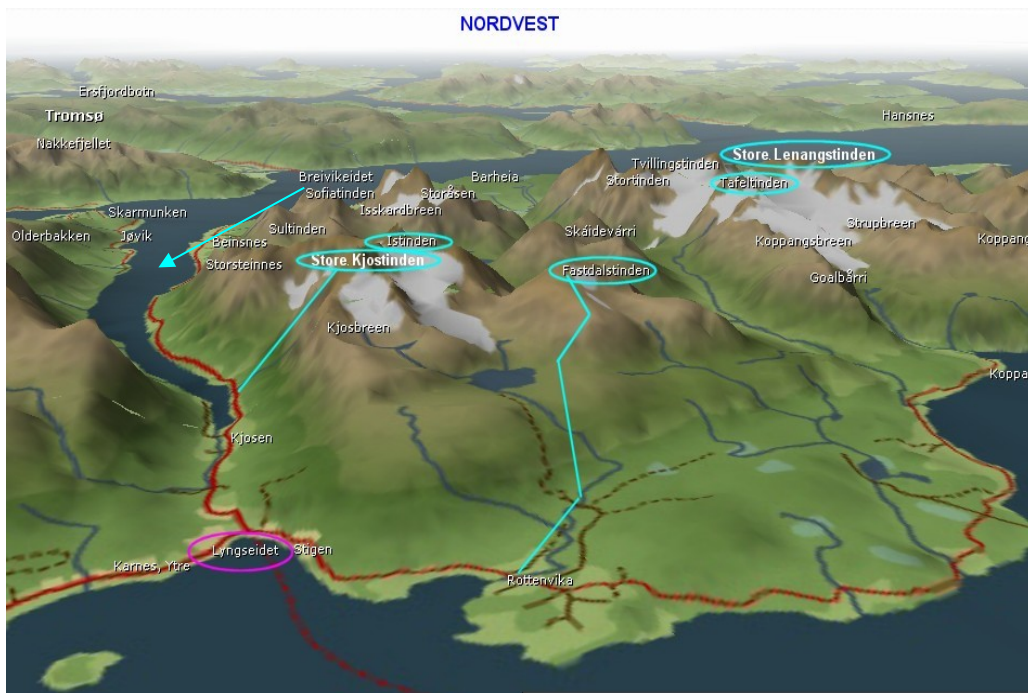 NORDVEST
Ersfjordbotn
Tromsø
Hansnes
Nakkefjellet
Store Lenangstinden
Tvillingstinden
Breivikeidet
Barheia
Stortinden
Tafeltinden
Sofiatinden
Storåsen
Skarmunken
Isskardbreen
Strupbreen
Olderbakken
Jøvik
Sultinden
Skáidevárri
Beinsnes
Istinden
Koppangsbreen
Koppang
Store Kjostinden
Storsteinnes
Fastdalstinden
Goalbårri
Kjosbreen
Koppa
Kjosen
Lyngseidet
Stigen
Karnes, Ytre
Rottenvika